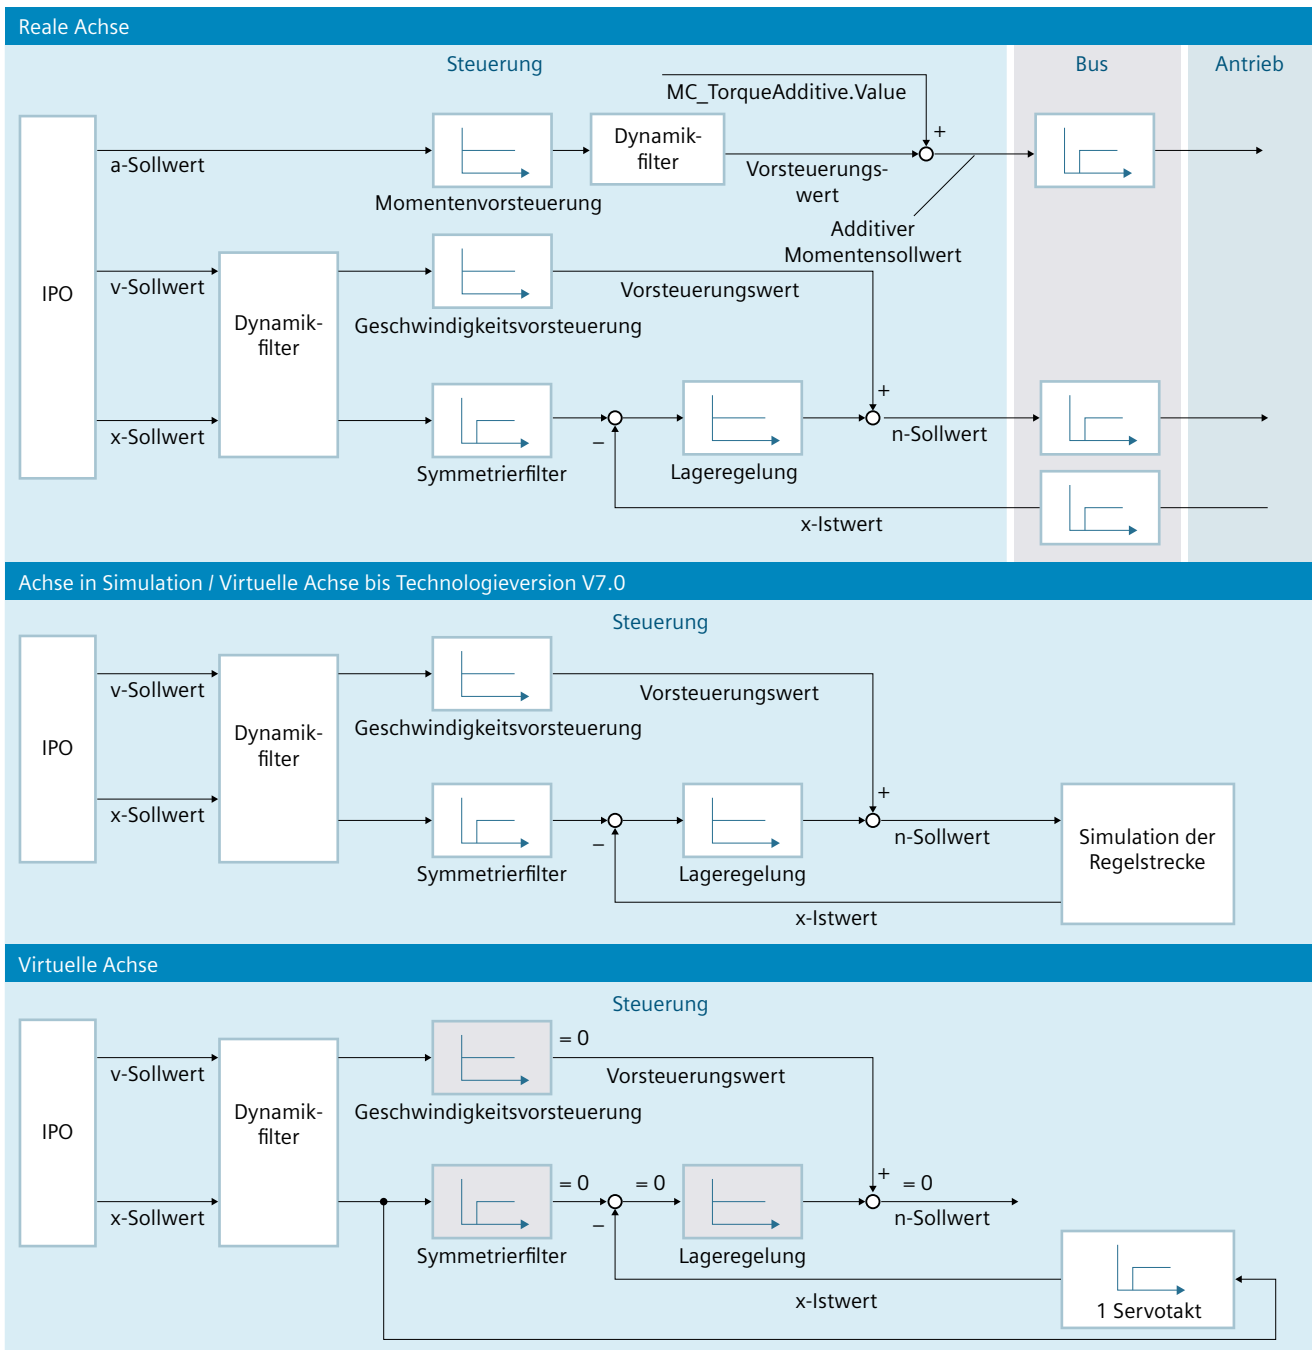 Reale Achse
Steuerung
Bus
Antrieb
MC_TorqueAdditive.Value
+
a-Sollwert
Dynamik-
filter
Vorsteuerungs-
wert
Momentenvorsteuerung
Additiver
Momentensollwert
IPO
v-Sollwert
Dynamik-
filter
Vorsteuerungswert
Geschwindigkeitsvorsteuerung
+
x-Sollwert
–
n-Sollwert
Symmetrierfilter
Lageregelung
x-Istwert
Achse in Simulation / Virtuelle Achse bis Technologieversion V7.0
Steuerung
IPO
v-Sollwert
Dynamik-
filter
Vorsteuerungswert
Geschwindigkeitsvorsteuerung
+
x-Sollwert
–
n-Sollwert
Simulation der
Regelstrecke
Symmetrierfilter
Lageregelung
x-Istwert
Virtuelle Achse
Steuerung
= 0
v-Sollwert
Vorsteuerungswert
IPO
Dynamik-
filter
Geschwindigkeitsvorsteuerung
+
= 0
= 0
= 0
x-Sollwert
–
n-Sollwert
Symmetrierfilter
Lageregelung
x-Istwert
1 Servotakt